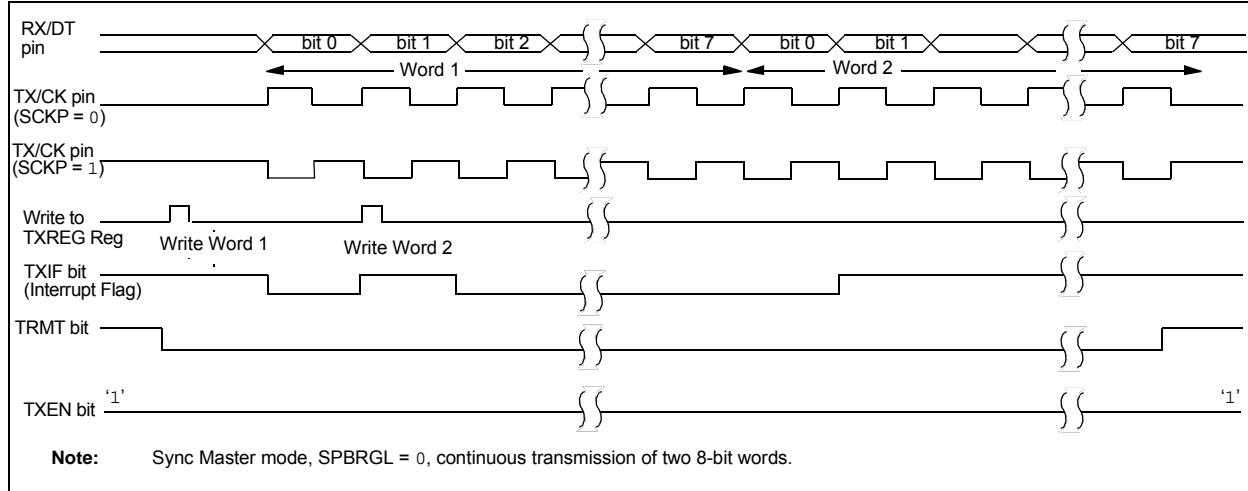 RX/DT
pin
bit 0 bit 1 bit 2 bit 7 bit 0 bit 1 bit 7
Word 1 Word 2
TX/CK pin
(SCKP = 0)
TX/CK pin
(SCKP = 1)
Write to
TXREG Reg
Write Word 1 Write Word 2
TXIF bit
(Interrupt Flag)
TRMT bit
TXEN bit ‘1’ ‘1’
Note: Sync Master mode, SPBRGL = 0, continuous transmission of two 8-bit words.